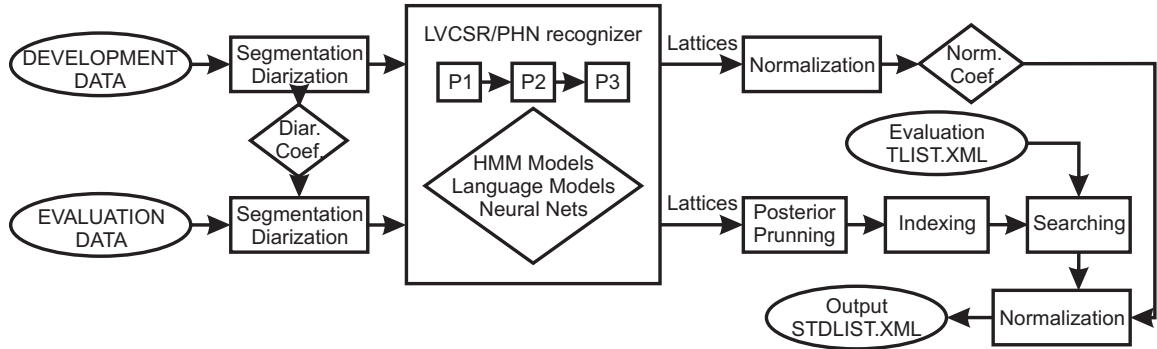 DEVELOPMENT
DATA
Segmentation
Diarization
Diar.
Coef.
EVALUATION
DATA
Segmentation
Diarization
LVCSR/PHN recognizer
P1
P2
P3
HMM Models
Language Models
Neural Nets
Lattices
Normalization
Norm.
Coef.
Evaluation
TLIST.XML
Lattices
Posterior
Prunning
Indexing
Searching
Normalization
Output
STDLIST.XML